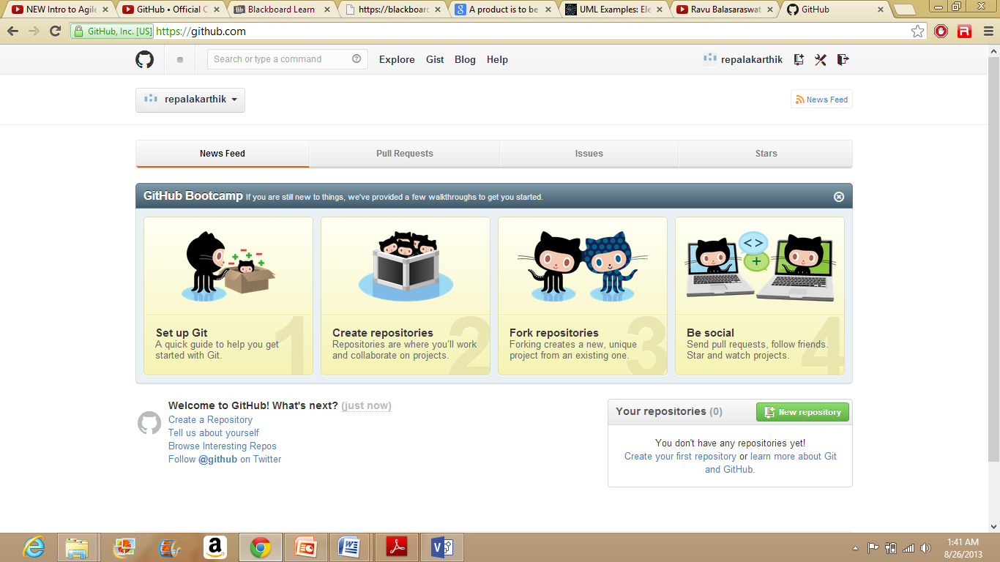 NEW Intro to Agile
GitHub • Official C
Blackboard Learn
https://blackboard
A product is to be
UML Examples: Ele
Ravu Balasaraswat
GitHub
GitHub, Inc. [US] https://github.com
Search or type a command
Explore Gist Blog Help
repalakarthik
repalakarthik
News Feed
News Feed
Pull Requests
Issues
Stars
GitHub Bootcamp If you are still new to things, we've provided a few walkthroughs to get you started.
1
Set up Git
A quick guide to help you get
started with Git.
2
Create repositories
Repositories are where you'll work
and collaborate on projects.
3
Fork repositories
Forking creates a new, unique
project from an existing one.
4
Be social
Send pull requests, follow friends.
Star and watch projects.
Welcome to GitHub! What's next? (just now)
Create a Repository
Tell us about yourself
Browse Interesting Repos
Follow @github on Twitter
Your repositories (0)
New repository
You don't have any repositories yet!
Create your first repository or learn more about Git
and GitHub.
1:41 AM
8/26/2013